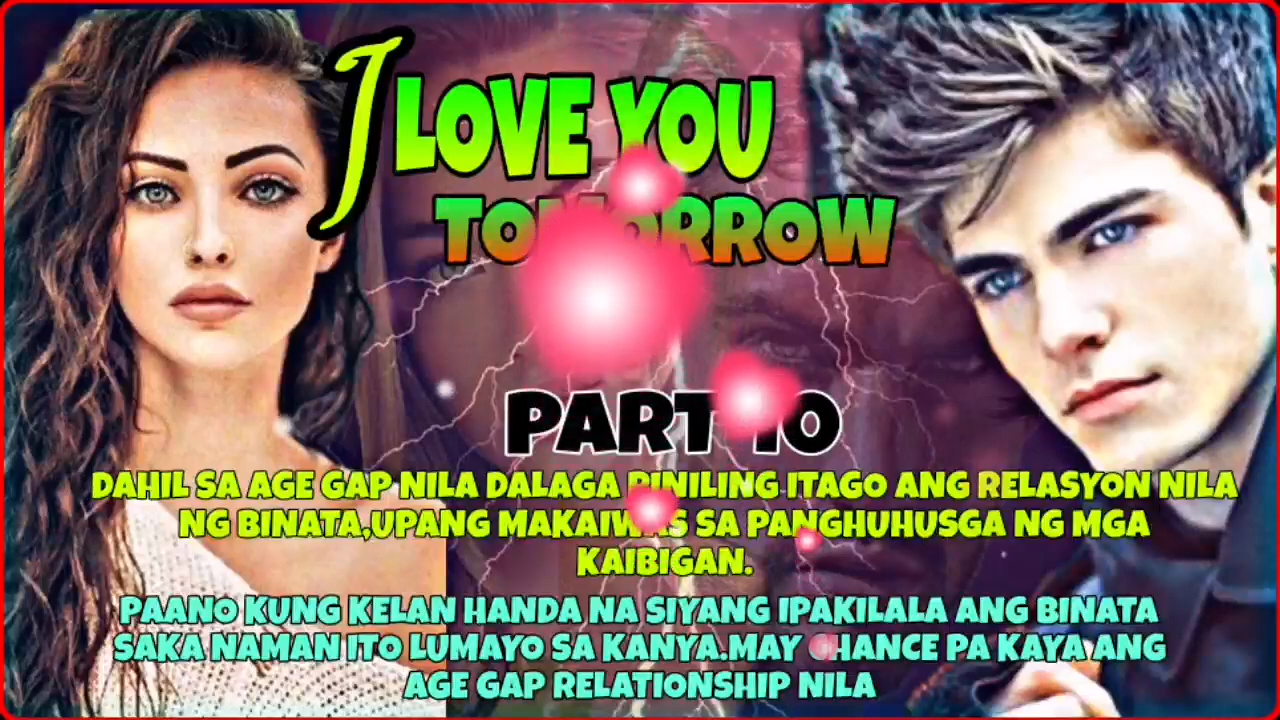 I LOVE YOU
TOMORROW
PART 10
DAHIL SA AGE GAP NILA DALAGA PINILING ITAGO ANG RELASYON NILA
NG BINATA,UPANG MAKAIWAS SA PANGHUHUSGA NG MGA
KAIBIGAN.
PAANO KUNG KELAN HANDA NA SIYANG IPAKILALA ANG BINATA
SAKA NAMAN ITO LUMAYO SA KANYA.MAY CHANCE PA KAYA ANG
AGE GAP RELATIONSHIP NILA